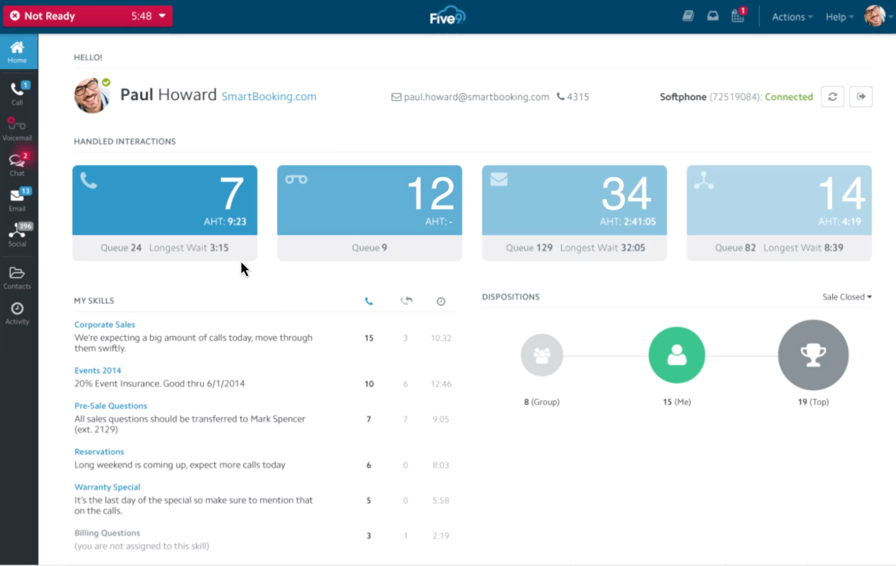 Not Ready 5:48
Five9
1
Actions Help
Home
1
Call
Voicemail
2
Chat
13
Email
396
Social
Contacts
Activity
HELLO!
Paul Howard SmartBooking.com
paul.howard@smartbooking.com 4315
Softphone (72519084): Connected
HANDLED INTERACTIONS
7
AHT: 9:23
Queue 24 Longest Wait 3:15
12
AHT: -
Queue 9
34
AHT: 2:41:05
Queue 129 Longest Wait 32:05
14
AHT: 4:19
Queue 82 Longest Wait 8:39
MY SKILLS
Corporate Sales
We're expecting a big amount of calls today, move through
them swiftly.
15 3 10:32
Events 2014
20% Event Insurance. Good thru 6/1/2014
10 6 12:46
Pre-Sale Questions
All sales questions should be transferred to Mark Spencer
(ext. 2129)
7 7 9:05
Reservations
Long weekend is coming up, expect more calls today
6 0 8:03
Warranty Special
It's the last day of the special so make sure to mention that
on the calls.
5 0 5:58
Billing Questions
(you are not assigned to this skill)
3 1 2:19
DISPOSITIONS
Sale Closed
8 (Group)
15 (Me)
19 (Top)